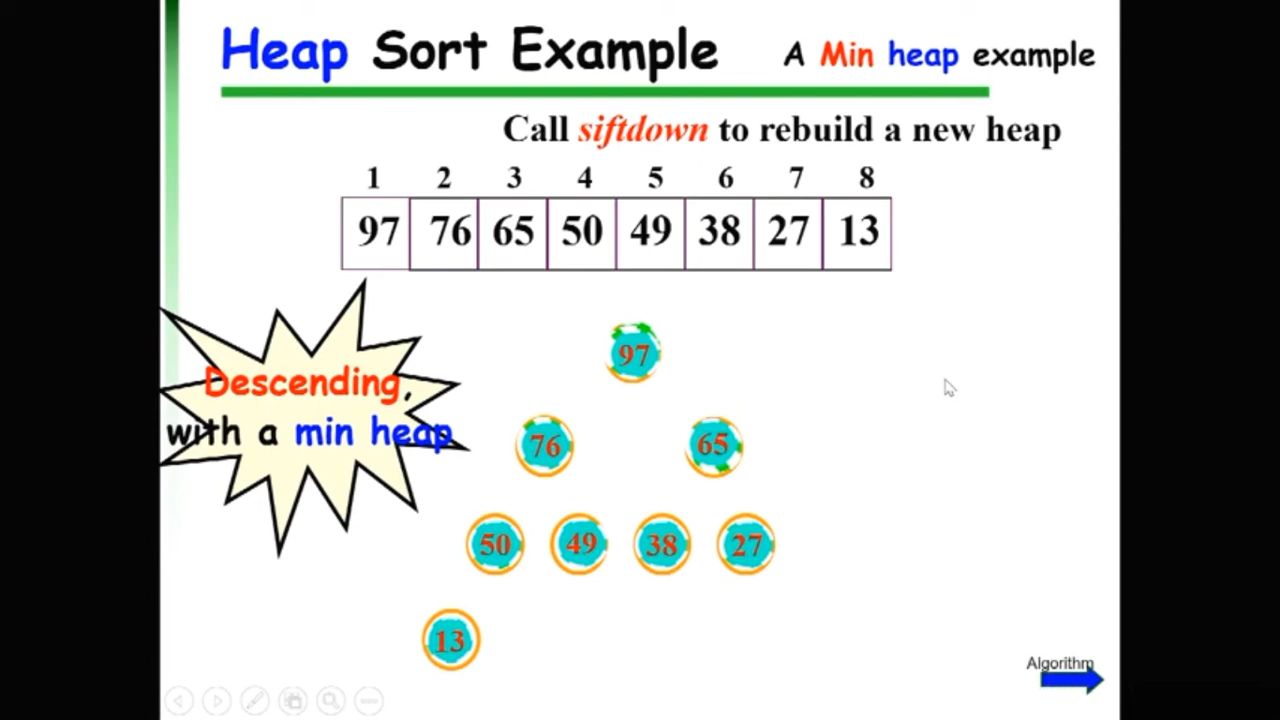 Heap Sort Example
A Min heap example
Call siftdown to rebuild a new heap
1 2 3 4 5 6 7 8
97 76 65 50 49 38 27 13
Descending,
with a min heap
97
76 65
50 49 38 27
13
Algorithm